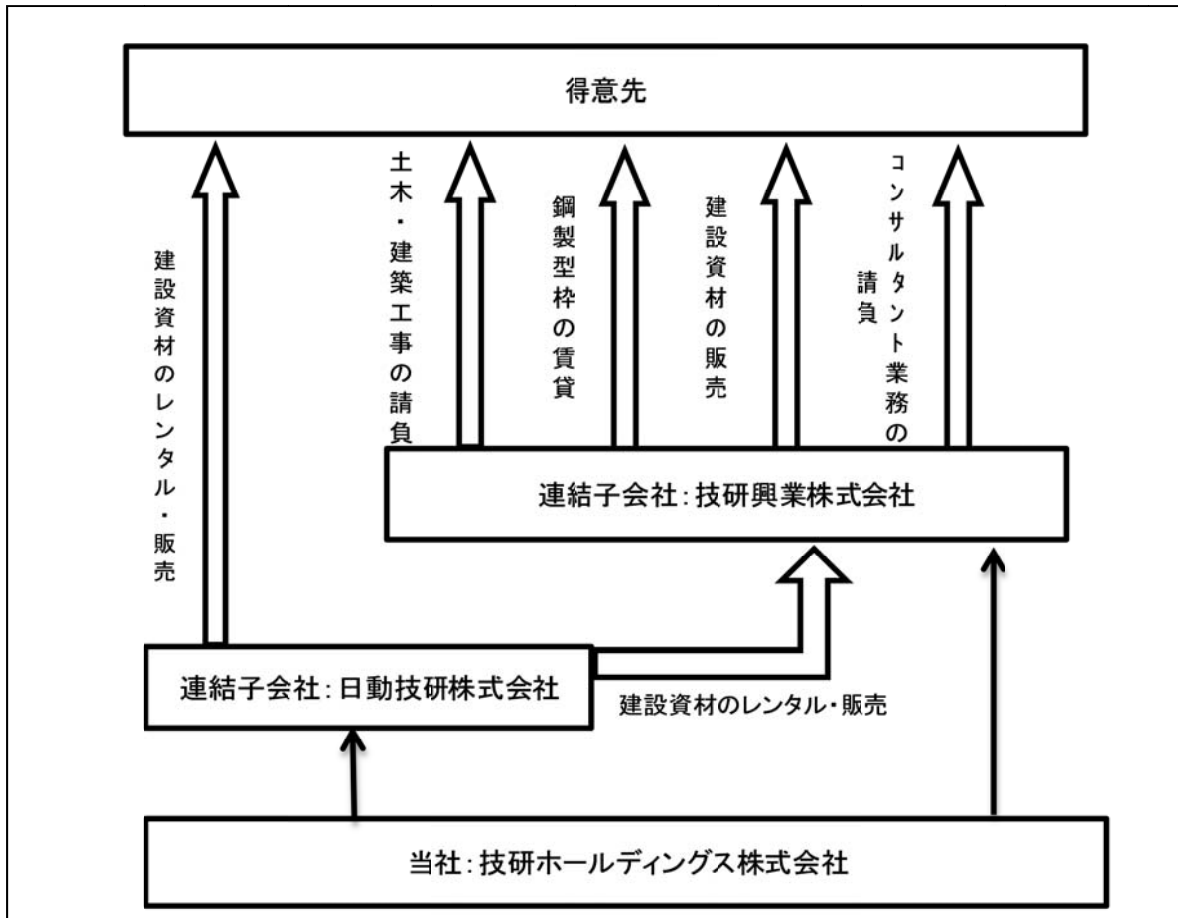 得意先
建設資材のレンタル・販売
土木・建築工事の請負
鋼製型枠の賃貸
建設資材の販売
コンサルタント業務の
請負
連結子会社：技研興業株式会社
連結子会社：日動技研株式会社
建設資材のレンタル・販売
当社：技研ホールディングス株式会社